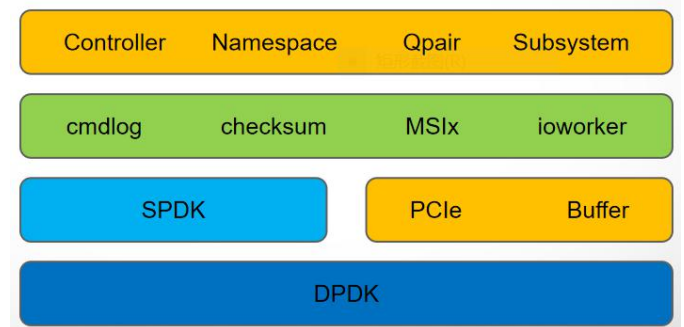 Controller Namespace Qpair Subsystem
cmdlog checksum MSIx ioworker
SPDK PCIe Buffer
DPDK